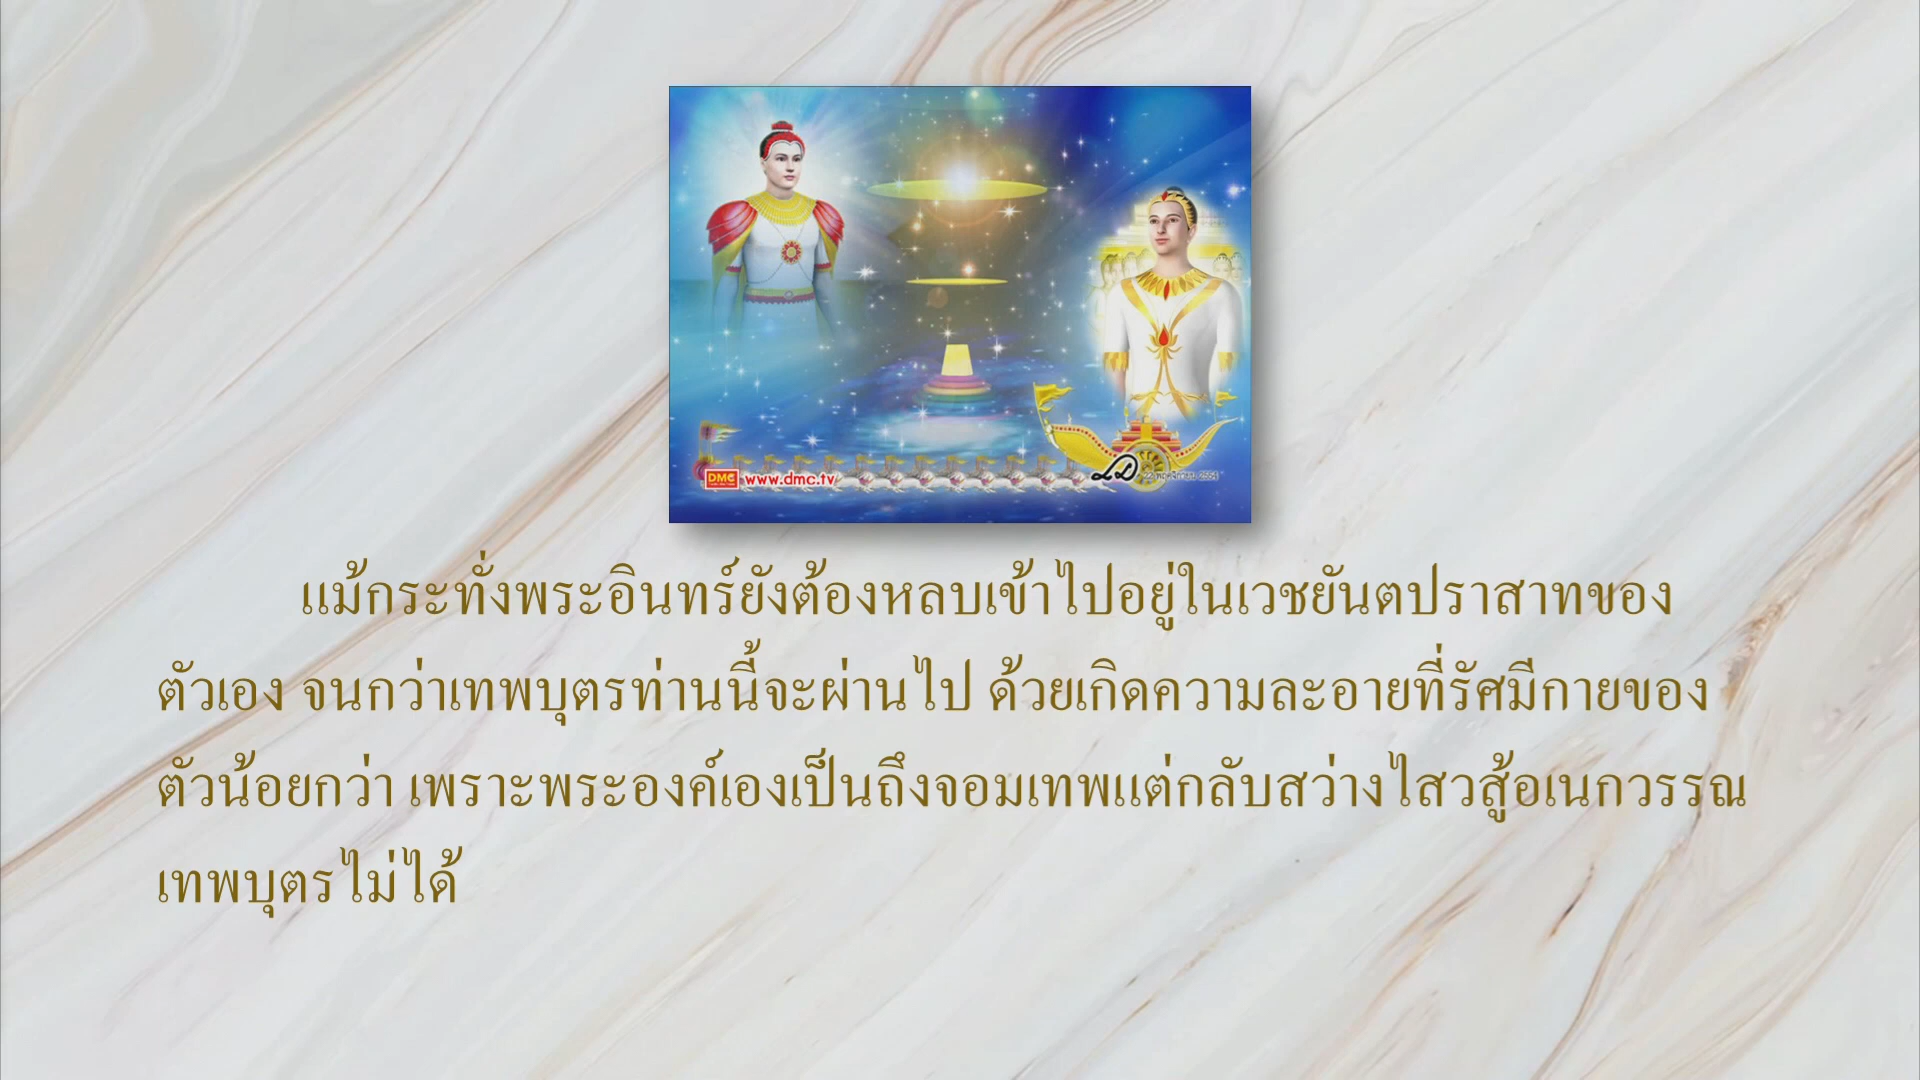 DMC www.dmc.tv
แม้กระทั่งพระอินทร์ยังต้องหลบเข้าไปอยู่ในเวชยันตปราสาทของ
ตัวเอง จนกว่าเทพบุตรท่านนี้จะผ่านไป ด้วยเกิดความละอายที่รัศมีกายของ
ตัวน้อยกว่า เพราะพระองค์เองเป็นถึงจอมเทพแต่กลับสว่างไสวสู้อเนกวรรณ
เทพบุตรไม่ได้